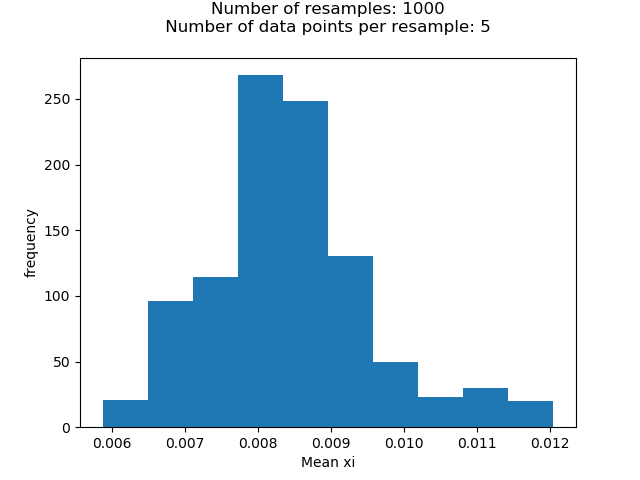 Number of resamples: 1000
Number of data points per resample: 5
250
200
150
100
50
0
frequency
0.006 0.007 0.008 0.009 0.010 0.011 0.012
Mean xi